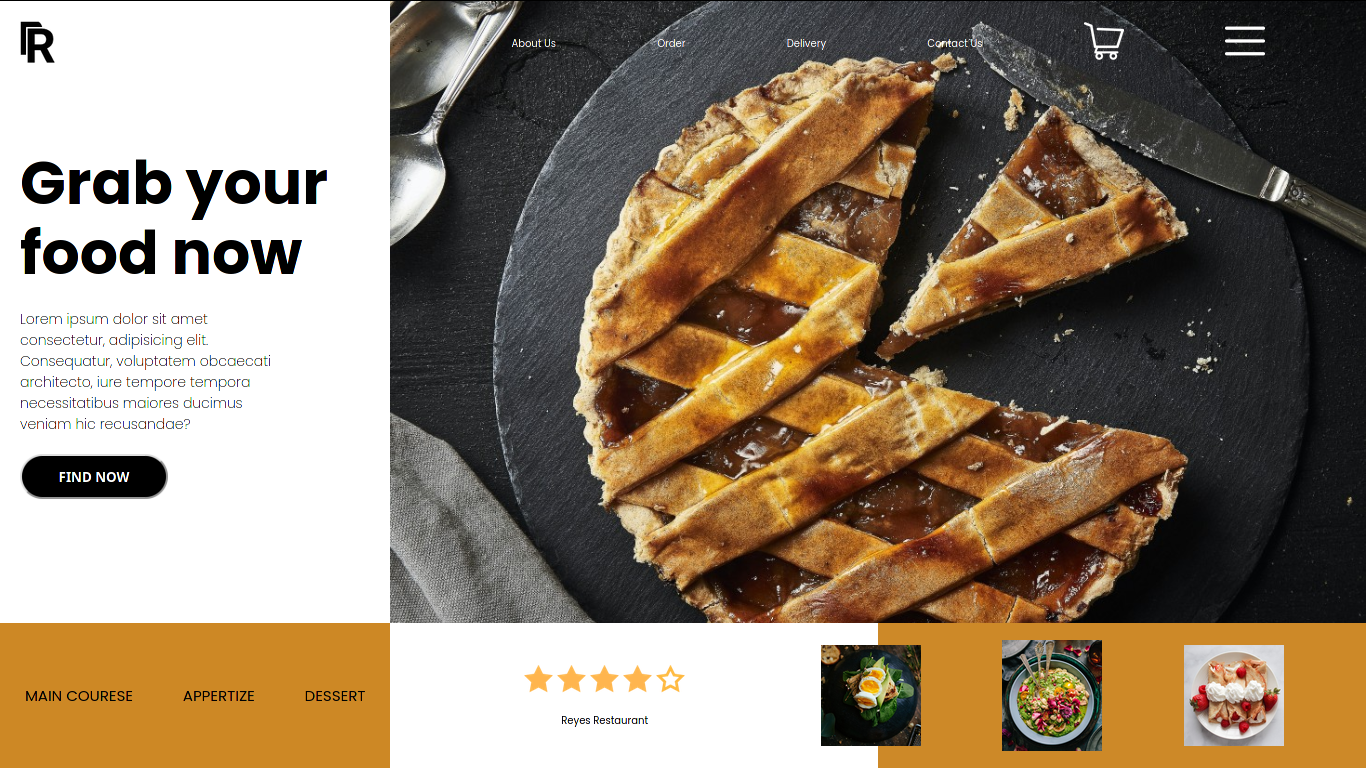 R
About Us
Order
Delivery
Contact Us
Grab your
food now
Lorem ipsum dolor sit amet
consectetur, adipisicing elit.
Consequatur, voluptatem obcaecati
architecto, iure tempore tempora
necessitatibus maiores ducimus
veniam hic recusandae?
FIND NOW
MAIN COURESE
APPERTIZE
DESSERT
Reyes Restaurant